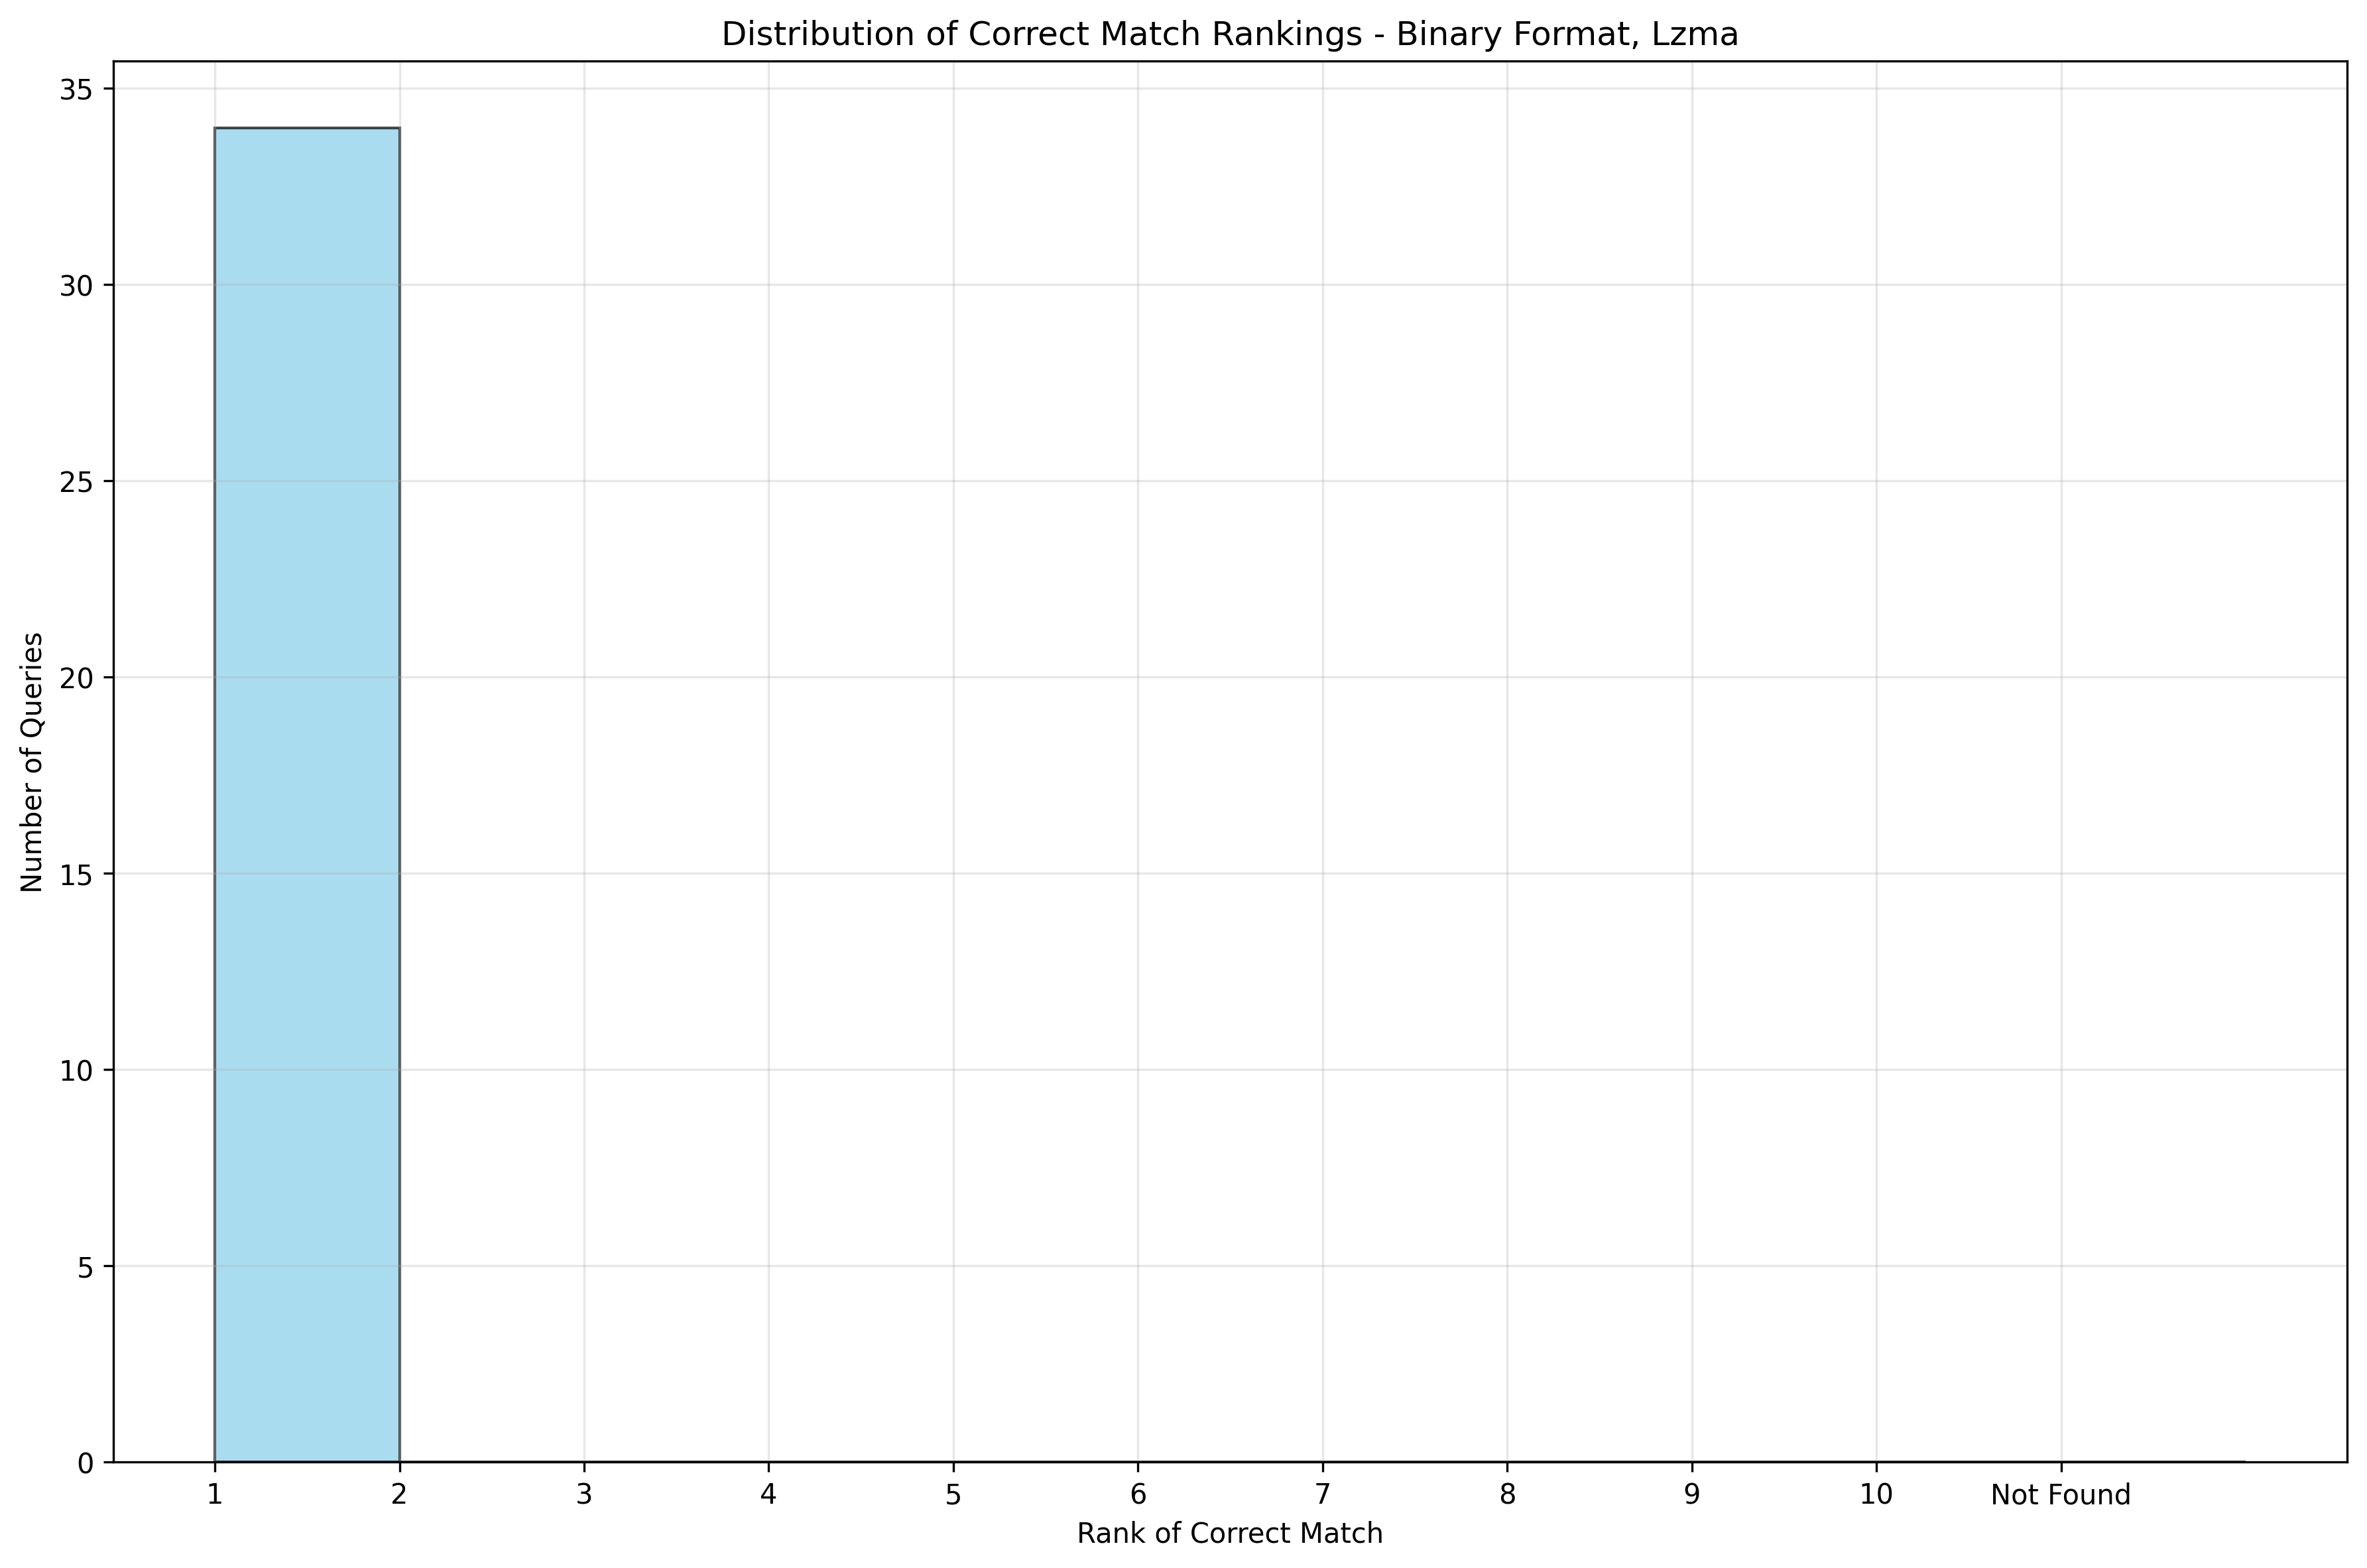 Distribution of Correct Match Rankings - Binary Format, Lzma
35
30
25
20
15
10
5
0
Number of Queries
1 2 3 4 5 6 7 8 9 10 Not Found
Rank of Correct Match